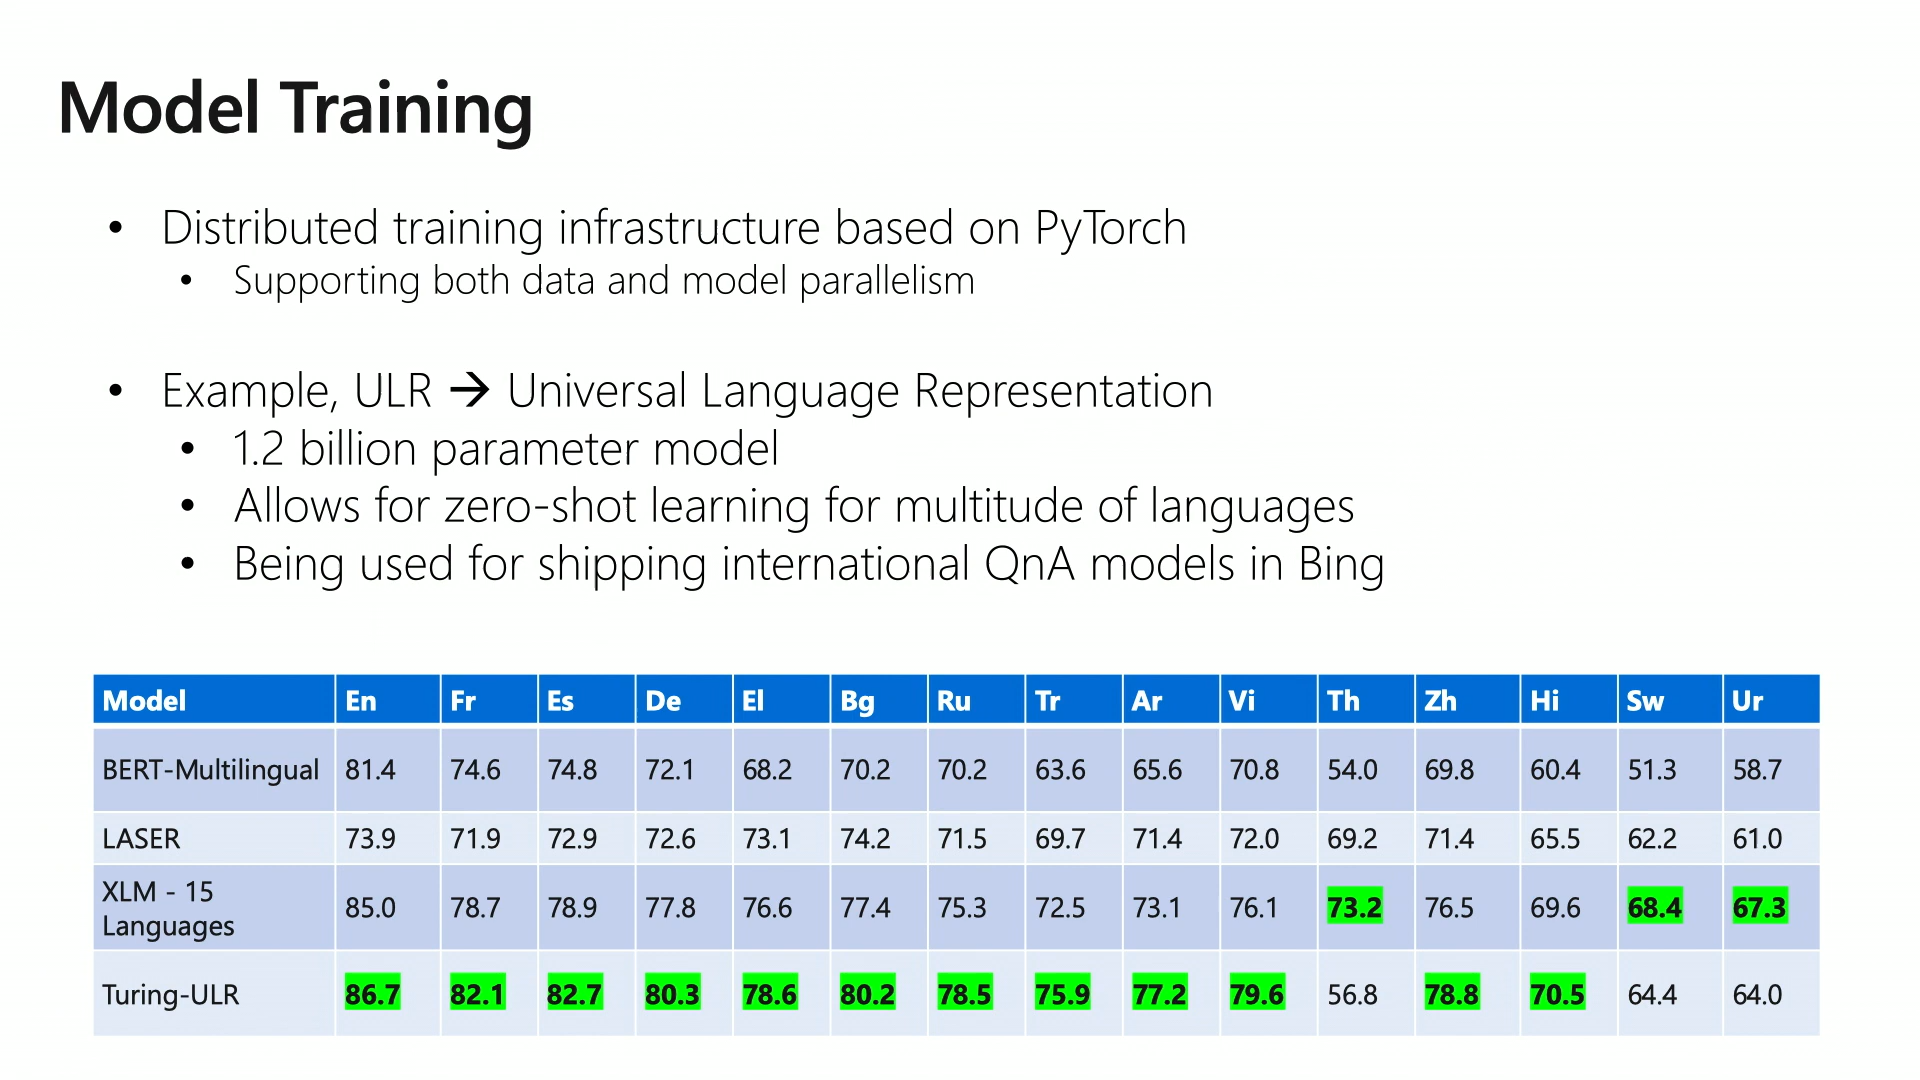 Model Training
• Distributed training infrastructure based on PyTorch
• Supporting both data and model parallelism
• Example, ULR → Universal Language Representation
• 1.2 billion parameter model
• Allows for zero-shot learning for multitude of languages
• Being used for shipping international QnA models in Bing
Model En Fr Es De El Bg Ru Tr Ar Vi Th Zh Hi Sw Ur
BERT-Multilingual 81.4 74.6 74.8 72.1 68.2 70.2 70.2 63.6 65.6 70.8 54.0 69.8 60.4 51.3 58.7
LASER 73.9 71.9 72.9 72.6 73.1 74.2 71.5 69.7 71.4 72.0 69.2 71.4 65.5 62.2 61.0
XLM - 15
Languages 85.0 78.7 78.9 77.8 76.6 77.4 75.3 72.5 73.1 76.1 73.2 76.5 69.6 68.4 67.3
Turing-ULR 86.7 82.1 82.7 80.3 78.6 80.2 78.5 75.9 77.2 79.6 56.8 78.8 70.5 64.4 64.0